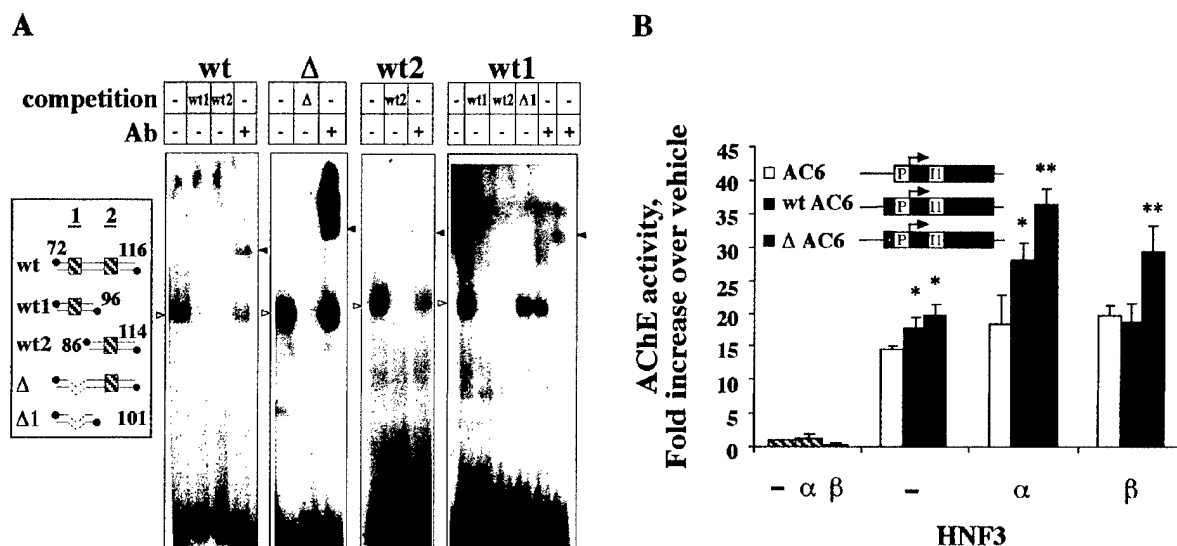 A
wt Δ wt2 wt1
competition - wt1 wt2 - - Δ - - wt2 - - wt1 wt2 Δ1 - -
Ab - - - + - - + - - + - - - - + +
1 2
72 116
wt
wt1 96
wt2 86 114
Δ
Δ1 101
B
AChE activity,
Fold increase over vehicle
45
40
35
30
25
20
15
10
5
0
AC6
wt AC6
Δ AC6
P I1
P I1
P I1
* * * ** **
- α β - α β
HNF3